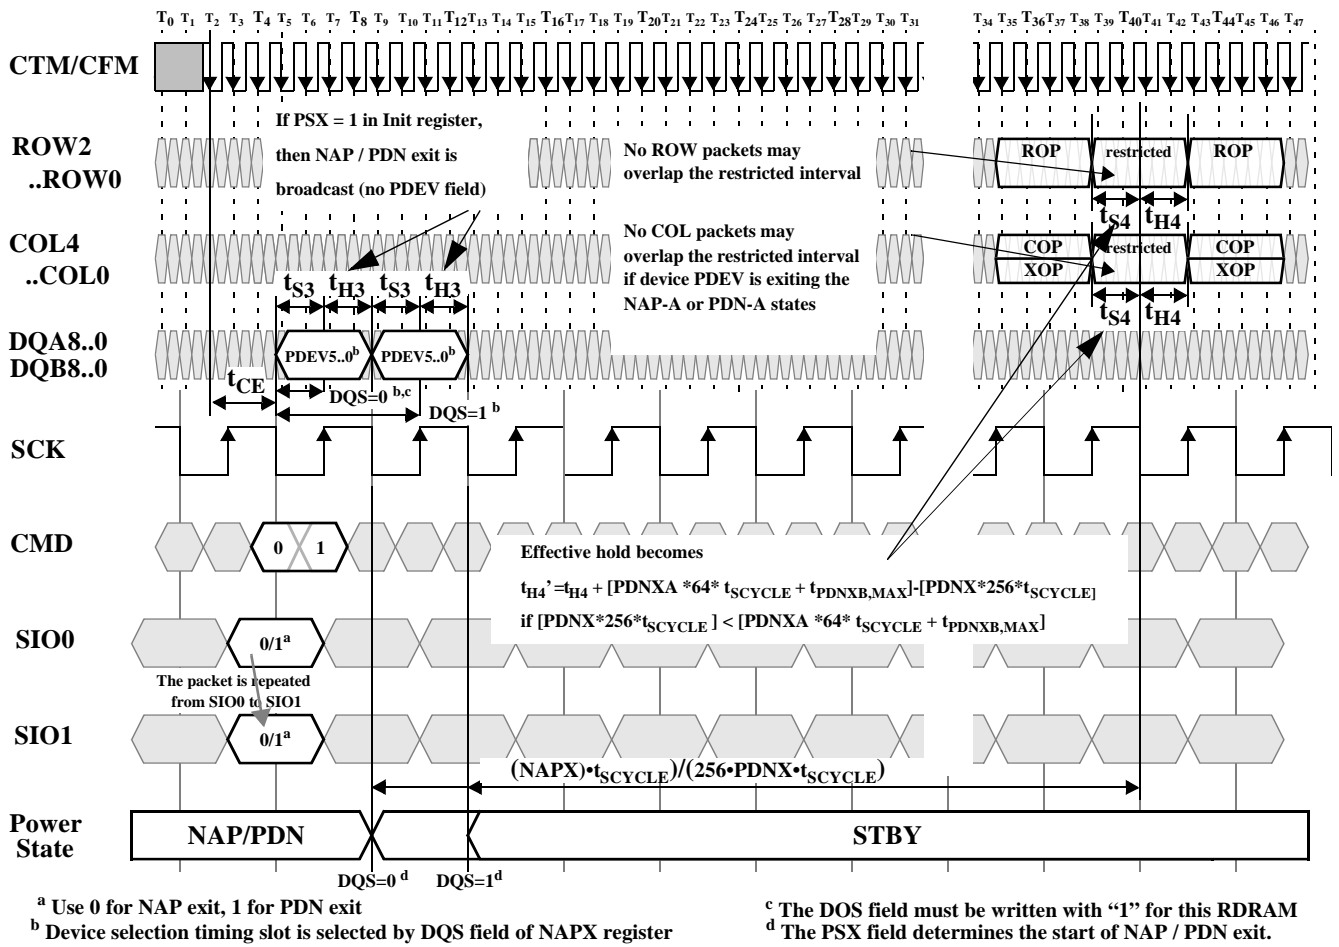 T0 T1 T2 T3 T4 T5 T6 T7 T8 T9 T10 T11 T12 T13 T14 T15 T16 T17 T18 T19 T20 T21 T22 T23 T24 T25 T26 T27 T28 T29 T30 T31 T34 T35 T36 T37 T38 T39 T40 T41 T42 T43 T44 T45 T46 T47
CTM/CFM
If PSX = 1 in Init register,
then NAP / PDN exit is
broadcast (no PDEV field)
ROW2
..ROW0
No ROW packets may
overlap the restricted interval
ROP restricted ROP
tS4 tH4
COL4
..COL0
No COL packets may
overlap the restricted interval
if device PDEV is exiting the
NAP-A or PDN-A states
COP restricted COP
XOP XOP
tS3 tH3 tS3 tH3
tS4 tH4
DQA8..0
DQB8..0
PDEV5..0b PDEV5..0b
tCE
DQS=0 b,c
DQS=1 b
SCK
CMD
0 1
Effective hold becomes
tH4’=tH4 + [PDNXA *64* tSCYCLE + tPDNXB,MAX]-[PDNX*256*tSCYCLE]
if [PDNX*256*tSCYCLE ] < [PDNXA *64* tSCYCLE + tPDNXB,MAX]
SIO0
0/1a
The packet is repeated
from SIO0 to SIO1
SIO1
0/1a
(NAPX)•tSCYCLE)/(256•PDNX•tSCYCLE)
Power
State
NAP/PDN STBY
DQS=0 d DQS=1d
a Use 0 for NAP exit, 1 for PDN exit
b Device selection timing slot is selected by DQS field of NAPX register
c The DOS field must be written with “1” for this RDRAM
d The PSX field determines the start of NAP / PDN exit.